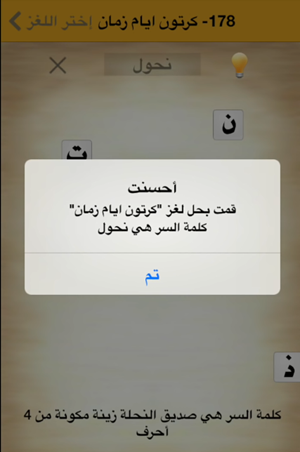 178- كرتون ايام زمان إختر اللغز
نحول
ن
ت
أحسنت
قمت بحل لغز "كرتون ايام زمان"
كلمة السر هي نحول
تم
ذ
كلمة السر هي صديق النحلة زينة مكونة من 4
أحرف